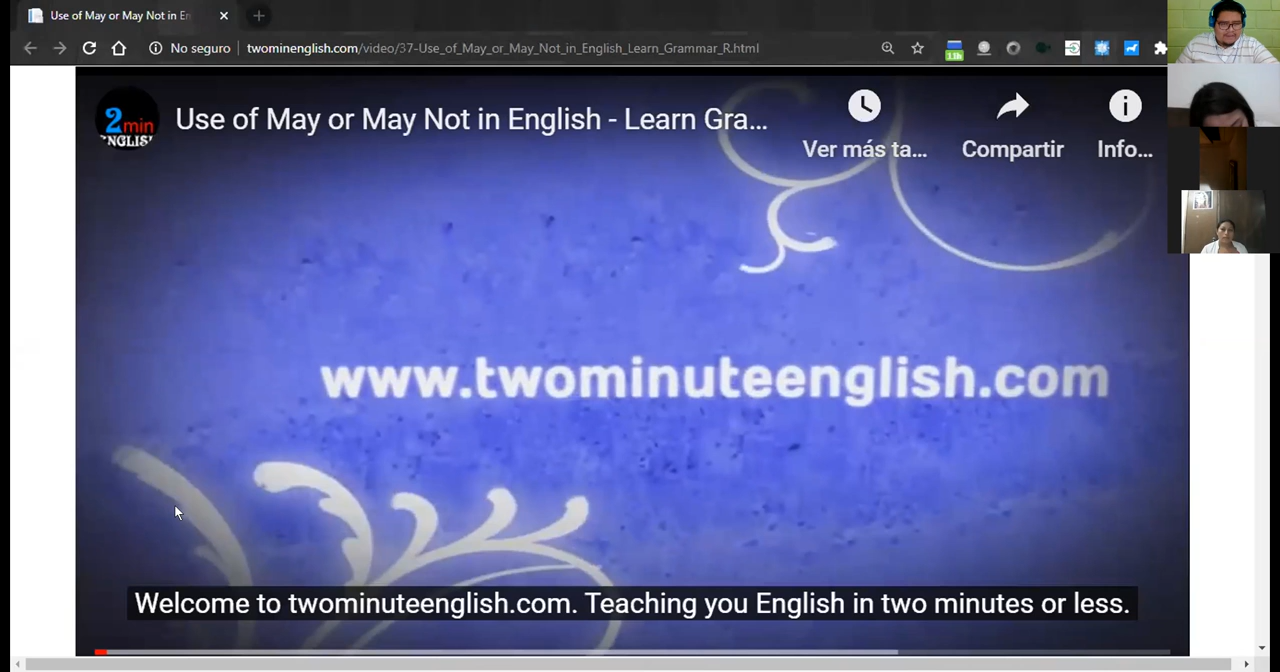 Use of May or May Not in En
No seguro
twominenglish.com/video/37-Use_of_May_or_May_Not_in_English_Learn_Grammar_R.html
2min
ENGLISH
Use of May or May Not in English - Learn Gra...
Ver más ta...
Compartir
Info...
www.twominuteenglish.com
Welcome to twominuteenglish.com. Teaching you English in two minutes or less.